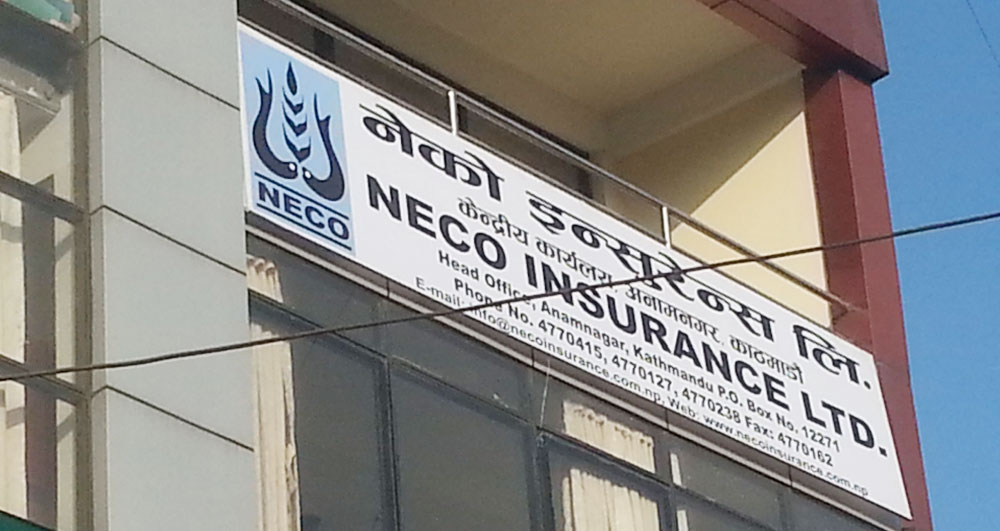 NECO
नेको इन्सुरेन्स लि.
केन्द्रीय कार्यलय, अनामनगर, काठमाडौं
NECO INSURANCE LTD.
Head Office, Anamnagar, Kathmandu P.O. Box No. 12271
Phone No. 4770415, 4770127, 4770238 Fax: 4770162
E-mail: info@necoinsurance.com.np, Web: www.necoinsurance.com.np